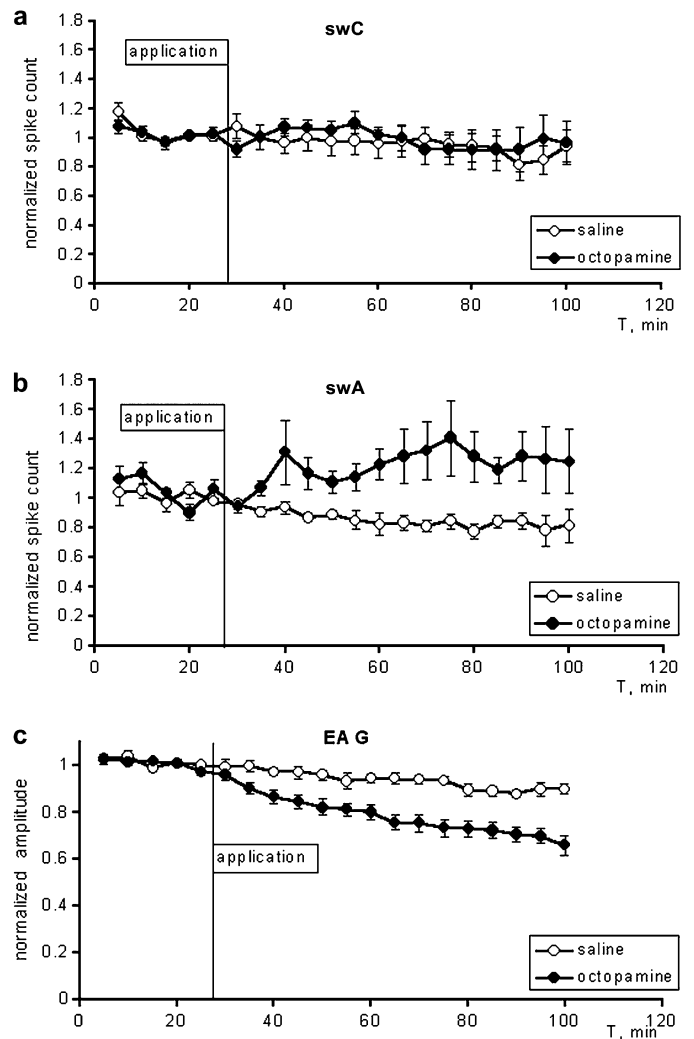 a
swC
1.8
1.6
1.4
1.2
1
0.8
0.6
0.4
0.2
0
normalized spike count
application
saline
octopamine
0 20 40 60 80 100 120
T, min
b
swA
1.8
1.6
1.4
1.2
1
0.8
0.6
0.4
0.2
0
normalized spike count
application
saline
octopamine
0 20 40 60 80 100 120
T, min
c
EA G
1
0.8
0.6
0.4
0.2
0
normalized amplitude
application
saline
octopamine
0 20 40 60 80 100 120
T, min